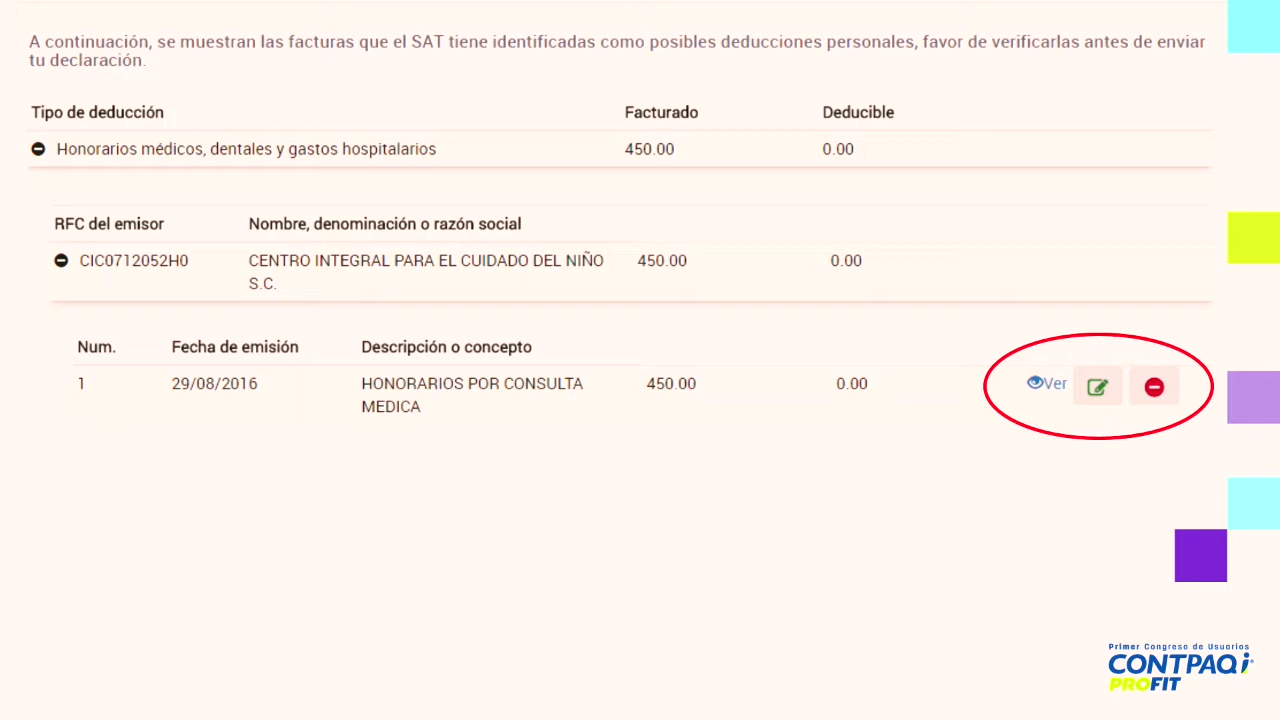 A continuación, se muestran las facturas que el SAT tiene identificadas como posibles deducciones personales, favor de verificarlas antes de enviar
tu declaración.
Tipo de deducción Facturado Deducible
Honorarios médicos, dentales y gastos hospitalarios 450.00 0.00
RFC del emisor Nombre, denominación o razón social
CIC0712052H0 CENTRO INTEGRAL PARA EL CUIDADO DEL NIÑO 450.00 0.00
S.C.
Num. Fecha de emisión Descripción o concepto
1 29/08/2016 HONORARIOS POR CONSULTA 450.00 0.00 Ver
MEDICA
Primer Congreso de Usuarios
CONTPAQi®
PROFIT